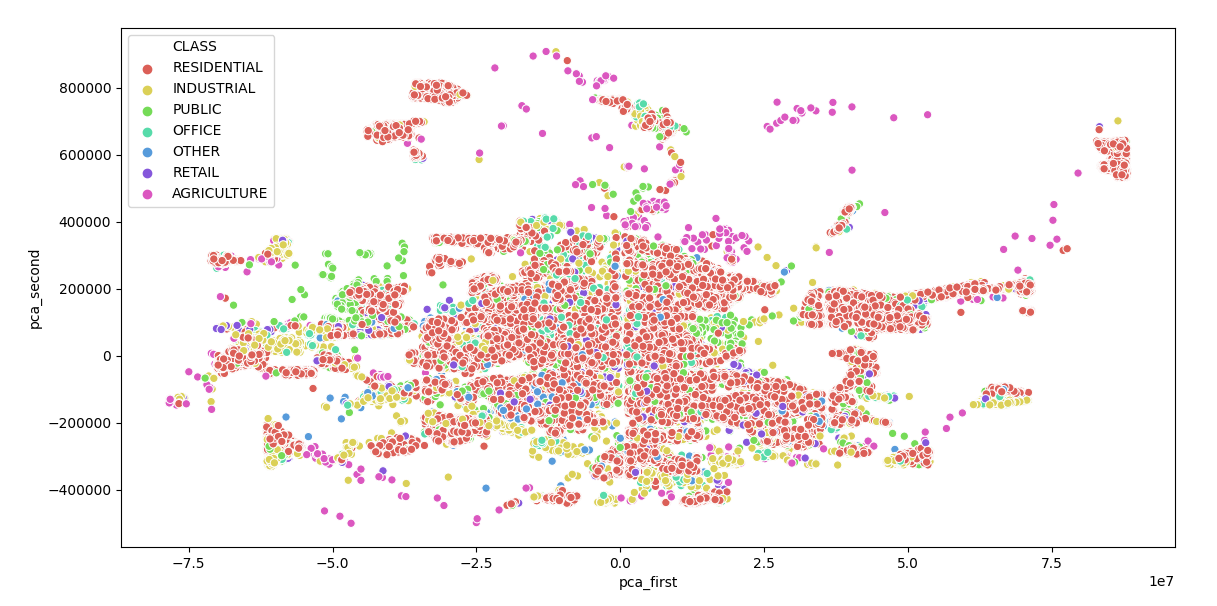 CLASS
RESIDENTIAL
INDUSTRIAL
PUBLIC
OFFICE
OTHER
RETAIL
AGRICULTURE
pca_second
800000
600000
400000
200000
0
−200000
−400000
−7.5
−5.0
−2.5
0.0
2.5
5.0
7.5
1e7
pca_first